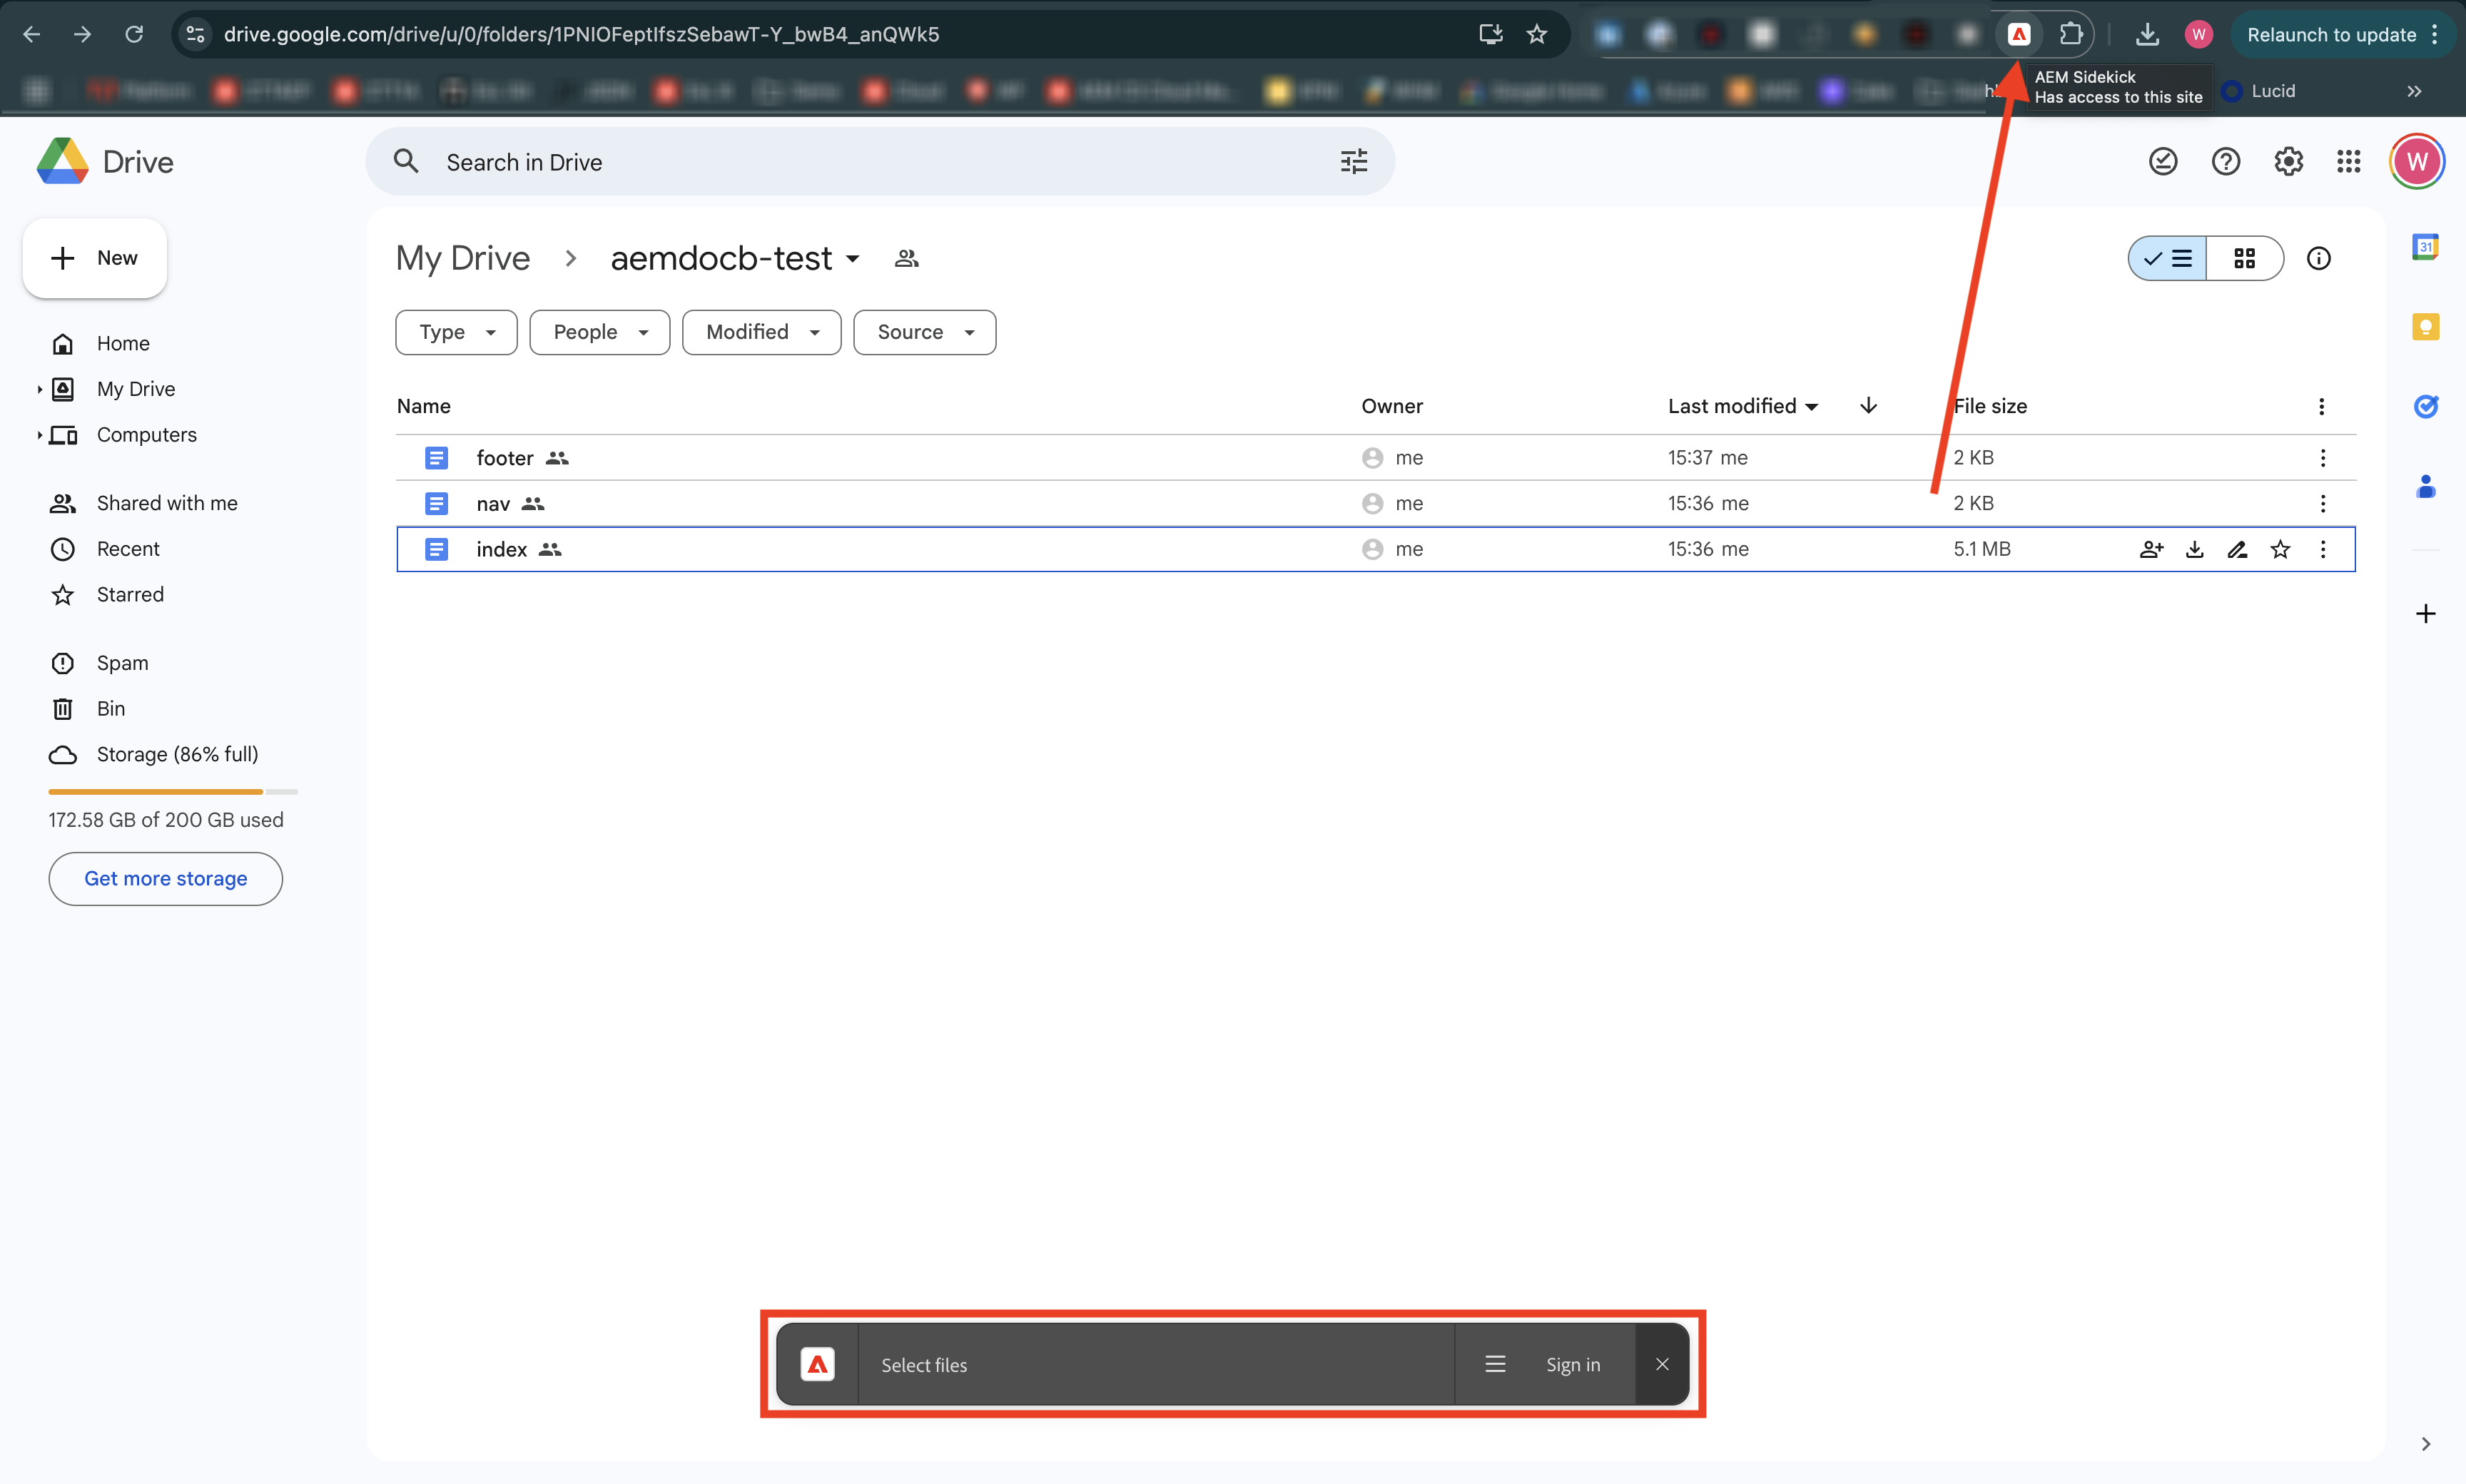 drive.google.com/drive/u/0/folders/1PNIOFeptIfszSebawT-Y_bwB4_anQWk5
W
Relaunch to update
AEM Sidekick
Has access to this site
Lucid
Drive
Search in Drive
W
New
My Drive
aemdocb-test
31
Type
People
Modified
Source
Home
My Drive
Computers
Name
Owner
Last modified
File size
footer
me
15:37 me
2 KB
nav
me
15:36 me
2 KB
index
me
15:36 me
5.1 MB
Shared with me
Recent
Starred
Spam
Bin
Storage (86% full)
172.58 GB of 200 GB used
Get more storage
Select files
Sign in